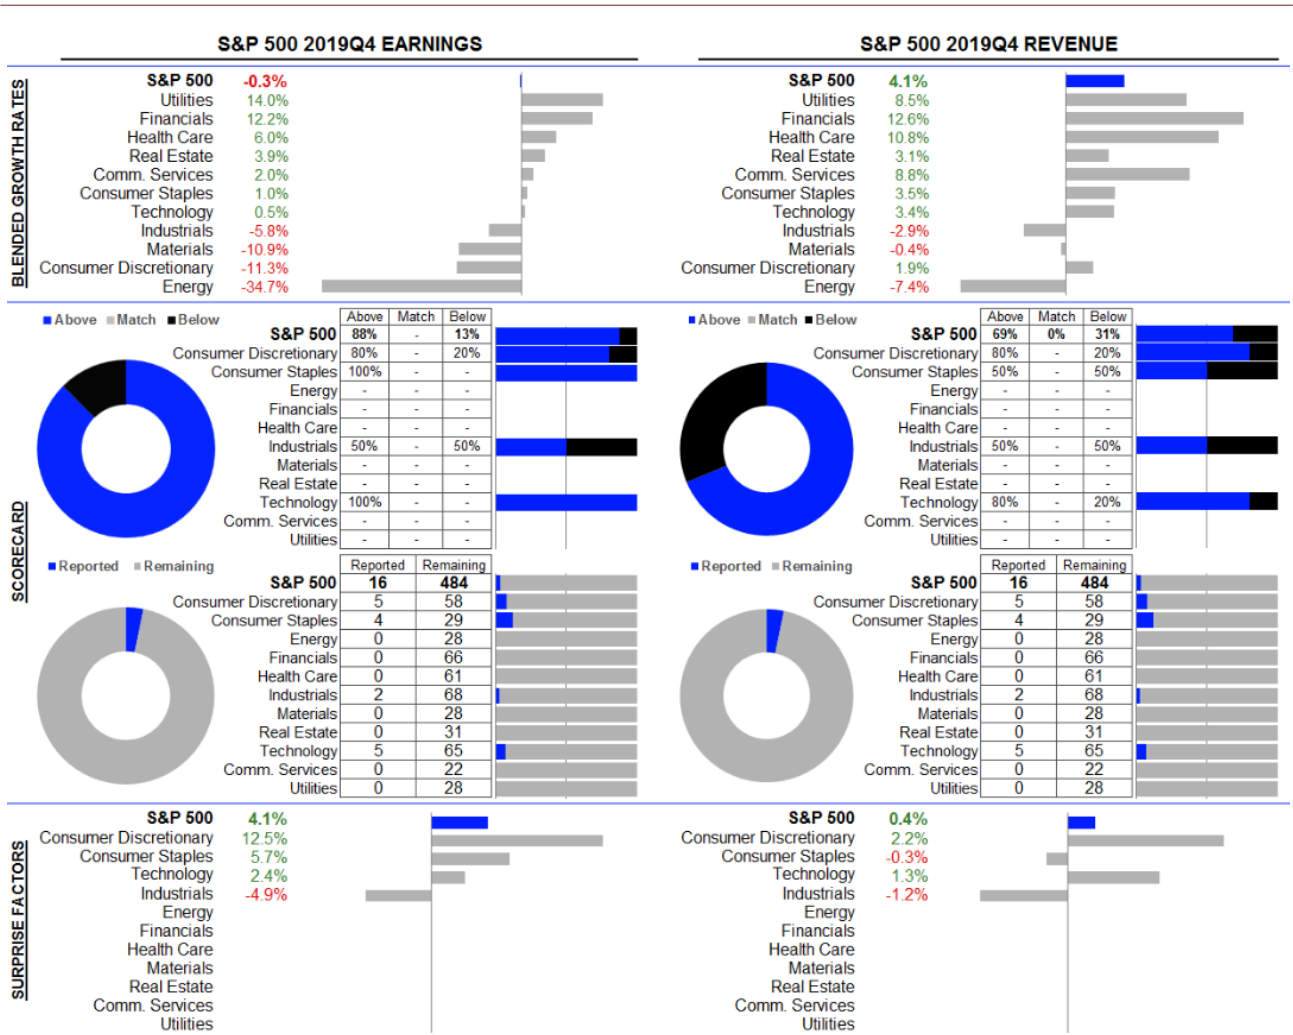 S&P 500 2019Q4 EARNINGS
BLENDED GROWTH RATES
S&P 500 -0.3%
Utilities 14.0%
Financials 12.2%
Health Care 6.0%
Real Estate 3.9%
Comm. Services 2.0%
Consumer Staples 1.0%
Technology 0.5%
Industrials -5.8%
Materials -10.9%
Consumer Discretionary -11.3%
Energy -34.7%
S&P 500 2019Q4 REVENUE
S&P 500 4.1%
Utilities 8.5%
Financials 12.6%
Health Care 10.8%
Real Estate 3.1%
Comm. Services 8.8%
Consumer Staples 3.5%
Technology 3.4%
Industrials -2.9%
Materials -0.4%
Consumer Discretionary 1.9%
Energy -7.4%
SCORECARD
Above Match Below
Above Match Below
S&P 500 88% - 13%
Consumer Discretionary 80% - 20%
Consumer Staples 100% - -
Energy - - -
Financials - - -
Health Care - - -
Industrials 50% - 50%
Materials - - -
Real Estate - - -
Technology 100% - -
Comm. Services - - -
Utilities - - -
Above Match Below
Above Match Below
S&P 500 69% 0% 31%
Consumer Discretionary 80% - 20%
Consumer Staples 50% - 50%
Energy - - -
Financials - - -
Health Care - - -
Industrials 50% - 50%
Materials - - -
Real Estate - - -
Technology 80% - 20%
Comm. Services - - -
Utilities - - -
Reported Remaining
Reported Remaining
S&P 500 16 484
Consumer Discretionary 5 58
Consumer Staples 4 29
Energy 0 28
Financials 0 66
Health Care 0 61
Industrials 2 68
Materials 0 28
Real Estate 0 31
Technology 5 65
Comm. Services 0 22
Utilities 0 28
Reported Remaining
Reported Remaining
S&P 500 16 484
Consumer Discretionary 5 58
Consumer Staples 4 29
Energy 0 28
Financials 0 66
Health Care 0 61
Industrials 2 68
Materials 0 28
Real Estate 0 31
Technology 5 65
Comm. Services 0 22
Utilities 0 28
SURPRISE FACTORS
S&P 500 4.1%
Consumer Discretionary 12.5%
Consumer Staples 5.7%
Technology 2.4%
Industrials -4.9%
Energy
Financials
Health Care
Materials
Real Estate
Comm. Services
Utilities
S&P 500 0.4%
Consumer Discretionary 2.2%
Consumer Staples -0.3%
Technology 1.3%
Industrials -1.2%
Energy
Financials
Health Care
Materials
Real Estate
Comm. Services
Utilities